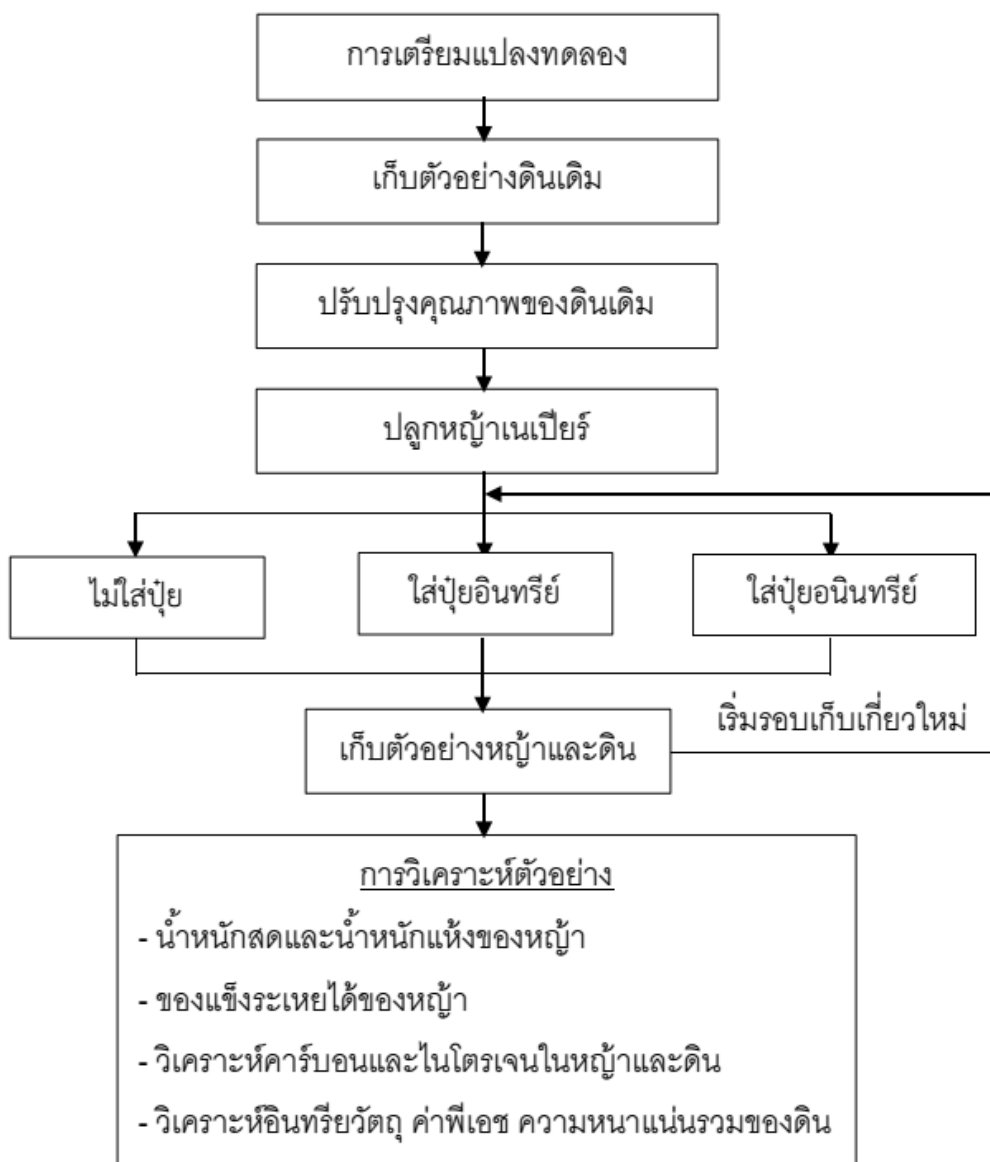 การเตรียมแปลงทดลอง
เก็บตัวอย่างดินเดิม
ปรับปรุงคุณภาพของดินเดิม
ปลูกหญ้าเนเปียร์
ไม่ใส่ปุ๋ย
ใส่ปุ๋ยอินทรีย์
ใส่ปุ๋ยอนินทรีย์
เริ่มรอบเก็บเกี่ยวใหม่
เก็บตัวอย่างหญ้าและดิน
การวิเคราะห์ตัวอย่าง
- น้ำหนักสดและน้ำหนักแห้งของหญ้า
- ของแข็งระเหยได้ของหญ้า
- วิเคราะห์คาร์บอนและไนโตรเจนในหญ้าและดิน
- วิเคราะห์อินทรียวัตถุ ค่าพีเอช ความหนาแน่นรวมของดิน